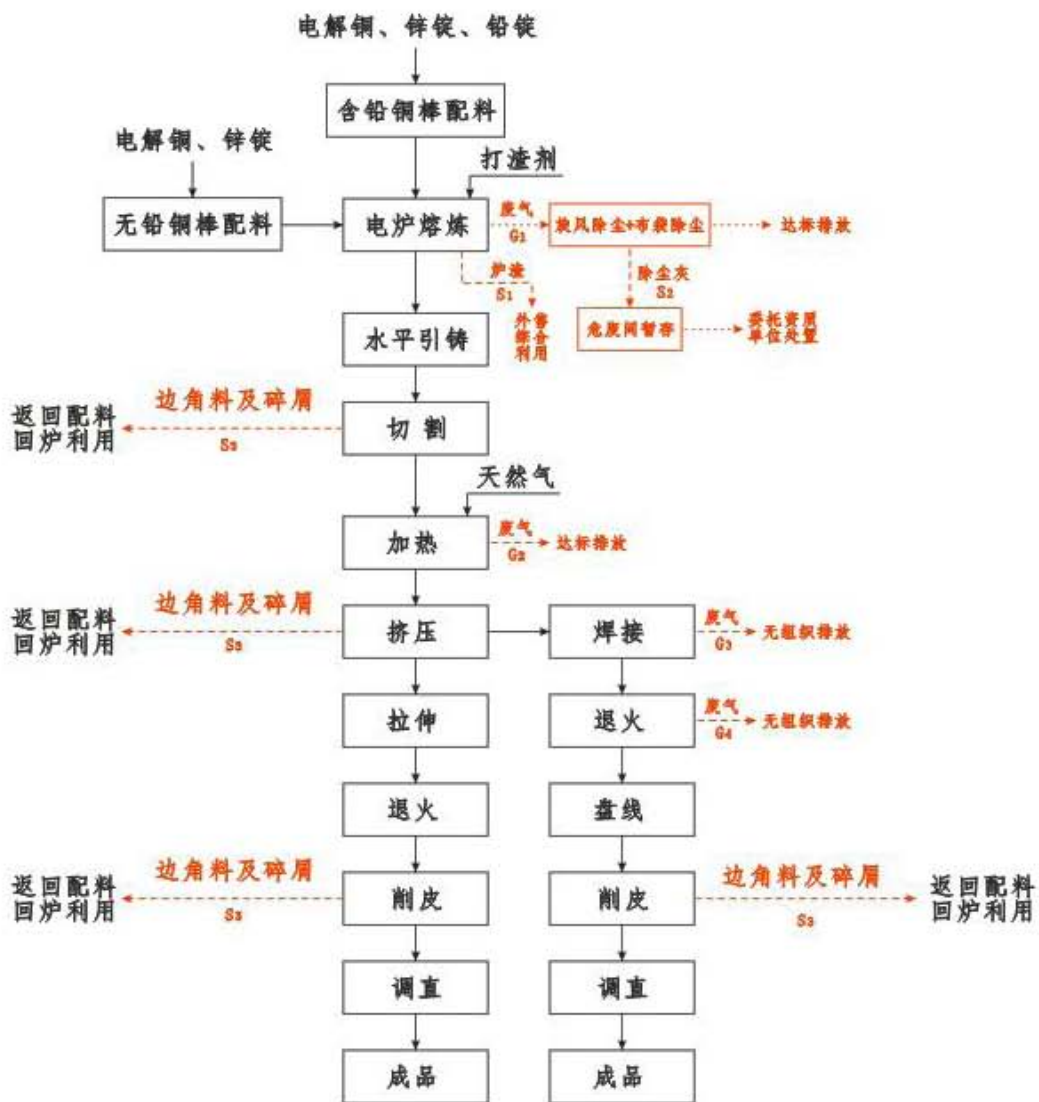 电解铜、锌锭、铅锭
含铅铜棒配料
电解铜、锌锭
打渣剂
无铅铜棒配料
电炉熔炼
废气
G1
旋风除尘+布袋除尘
达标排放
炉渣
S1
除尘灰
S2
外售
综合
利用
危废间暂存
委托资质
单位处置
水平引铸
返回配料
回炉利用
边角料及碎屑
S3
切割
天然气
加热
废气
G2
达标排放
返回配料
回炉利用
边角料及碎屑
S3
挤压
焊接
废气
G3
无组织排放
拉伸
退火
废气
G4
无组织排放
退火
盘线
返回配料
回炉利用
边角料及碎屑
S3
削皮
削皮
边角料及碎屑
S3
返回配料
回炉利用
调直
调直
成品
成品